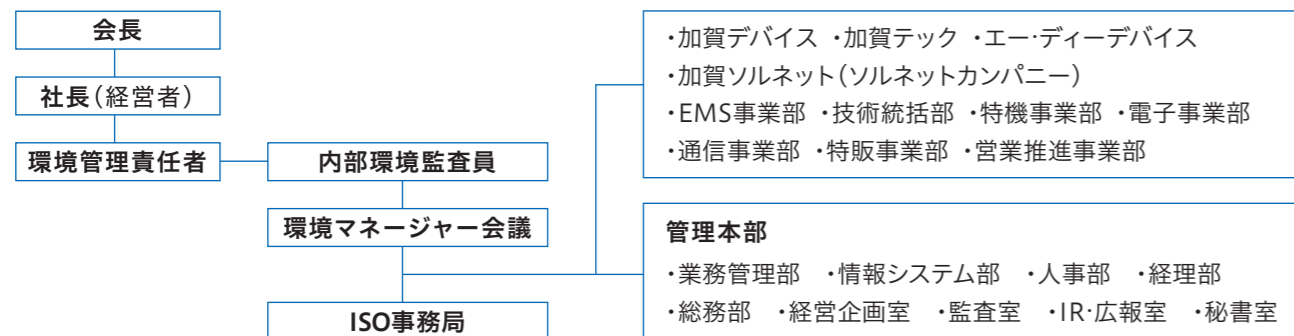 会長
社長（経営者）
環境管理責任者
内部環境監査員
環境マネージャー会議
ISO事務局
・加賀デバイス ・加賀テック ・エー・ディーデバイス
・加賀ソルネット（ソルネットカンパニー）
・EMS事業部 ・技術統括部 ・特機事業部 ・電子事業部
・通信事業部 ・特販事業部 ・営業推進事業部
管理本部
・業務管理部 ・情報システム部 ・人事部 ・経理部
・総務部 ・経営企画室 ・監査室 ・IR・広報室 ・秘書室